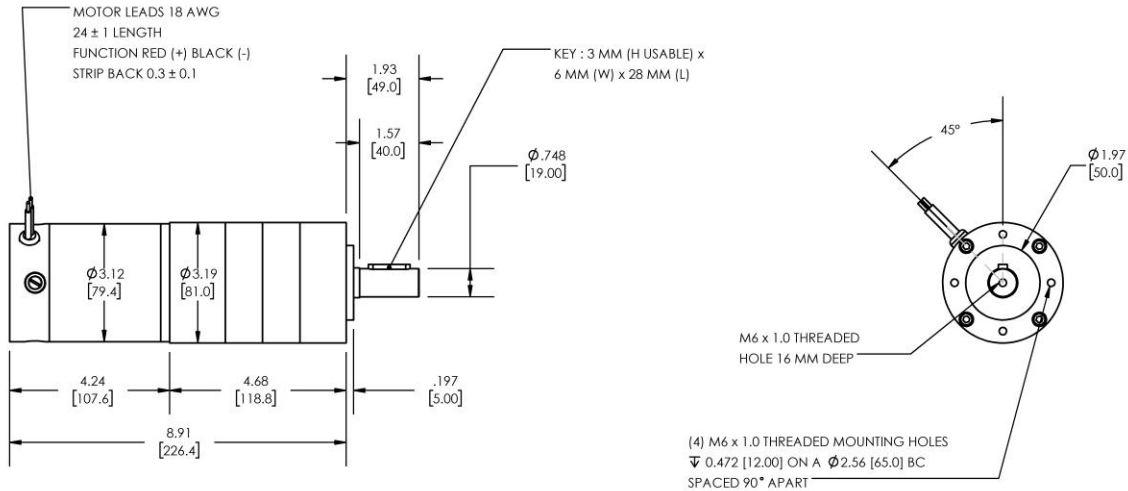 MOTOR LEADS 18 AWG
24 ± 1 LENGTH
FUNCTION RED (+) BLACK (-)
STRIP BACK 0.3 ± 0.1
1.93
[49.0]
KEY : 3 MM (H USABLE) x
6 MM (W) x 28 MM (L)
1.57
[40.0]
Ø.748
[19.00]
Ø3.12
[79.4]
Ø3.19
[81.0]
4.24
[107.6]
4.68
[118.8]
.197
[5.00]
8.91
[226.4]
45°
Ø1.97
[50.0]
M6 x 1.0 THREADED
HOLE 16 MM DEEP
(4) M6 x 1.0 THREADED MOUNTING HOLES
↧ 0.472 [12.00] ON A Ø2.56 [65.0] BC
SPACED 90° APART